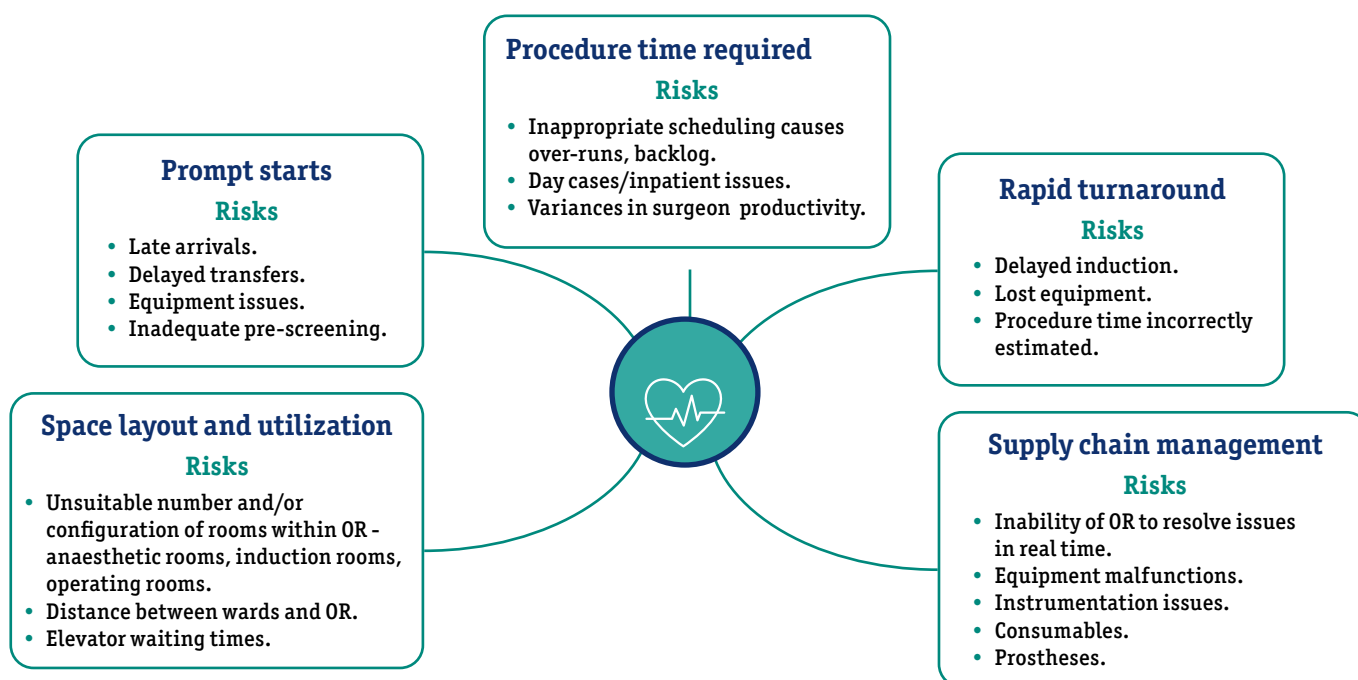 Procedure time required
Risks
• Inappropriate scheduling causes
over-runs, backlog.
• Day cases/inpatient issues.
• Variances in surgeon productivity.
Prompt starts
Risks
• Late arrivals.
• Delayed transfers.
• Equipment issues.
• Inadequate pre-screening.
Rapid turnaround
Risks
• Delayed induction.
• Lost equipment.
• Procedure time incorrectly
estimated.
Space layout and utilization
Risks
• Unsuitable number and/or
configuration of rooms within OR -
anaesthetic rooms, induction rooms,
operating rooms.
• Distance between wards and OR.
• Elevator waiting times.
Supply chain management
Risks
• Inability of OR to resolve issues
in real time.
• Equipment malfunctions.
• Instrumentation issues.
• Consumables.
• Prostheses.